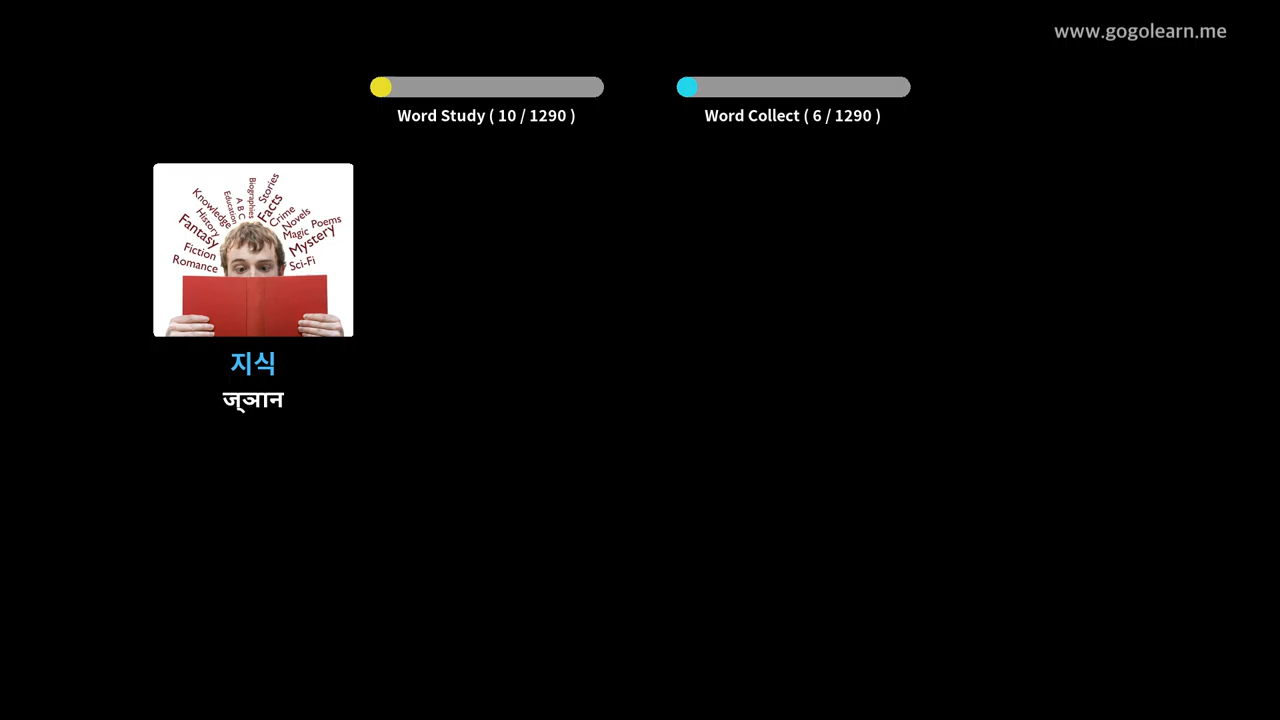 www.gogolearn.me
Word Study ( 10 / 1290 )
Word Collect ( 6 / 1290 )
Knowledge
History
Fantasy
Fiction
Romance
Education
A B C
Biographies
Stories
Facts
Crime
Novels
Magic
Poems
Mystery
Sci-Fi
지식
ज्ञान